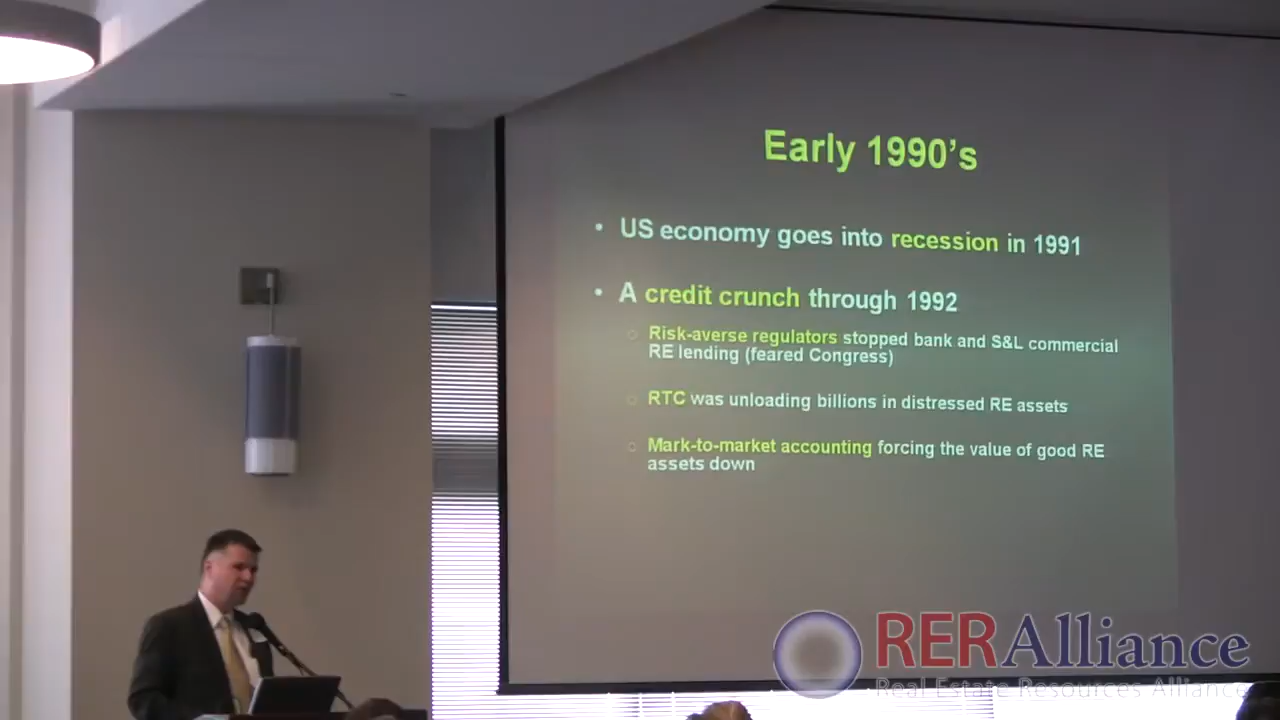 Early 1990's
• US economy goes into recession in 1991
• A credit crunch through 1992
○ Risk-averse regulators stopped bank and S&L commercial
RE lending (feared Congress)
○ RTC was unloading billions in distressed RE assets
○ Mark-to-market accounting forcing the value of good RE
assets down
RERAlliance
Real Estate Resources Alliance